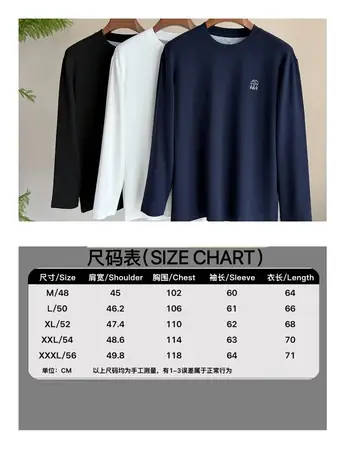 尺码表(SIZE CHART)
尺寸/Size 肩宽/Shoulder 胸围/Chest 袖长/Sleeve 衣长/Length
M/48 45 102 60 64
L/50 46.2 106 61 66
XL/52 47.4 110 62 68
XXL/54 48.6 114 63 70
XXXL/56 49.8 118 64 71
单位：CM 以上尺码均为手工测量，有1-3误差属于正常行为